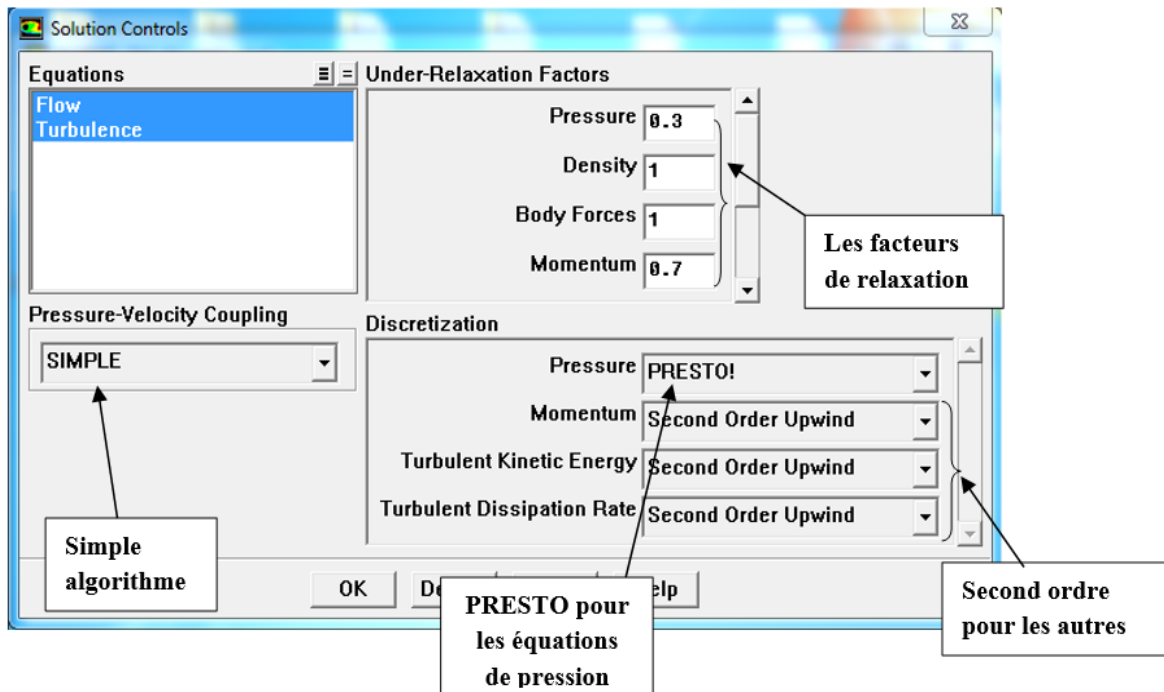 Solution Controls
Equations
Flow
Turbulence
Under-Relaxation Factors
Pressure 0.3
Density 1
Body Forces 1
Momentum 0.7
Les facteurs
de relaxation
Pressure-Velocity Coupling
SIMPLE
Discretization
Pressure PRESTO!
Momentum Second Order Upwind
Turbulent Kinetic Energy Second Order Upwind
Turbulent Dissipation Rate Second Order Upwind
Simple
algorithme
OK
PRESTO pour
les équations
de pression
Second ordre
pour les autres